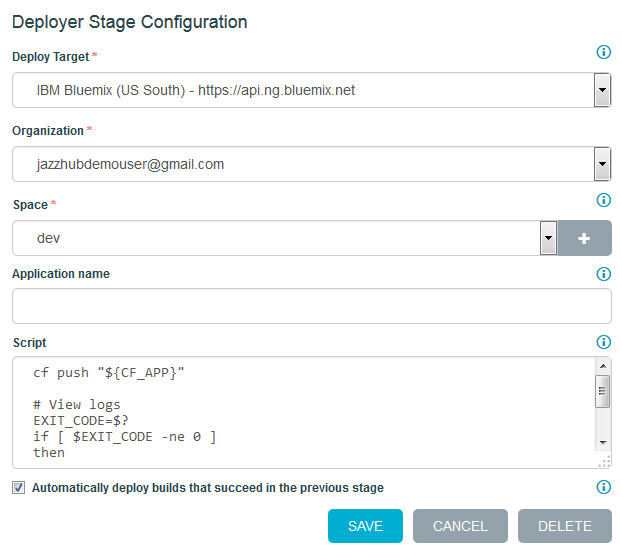 Deployer Stage Configuration
Deploy Target *
IBM Bluemix (US South) - https://api.ng.bluemix.net
Organization *
jazzhubdemouser@gmail.com
Space *
dev
Application name
Script
cf push "${CF_APP}"
# View logs
EXIT_CODE=$?
if [ $EXIT_CODE -ne 0 ]
then
Automatically deploy builds that succeed in the previous stage
SAVE CANCEL DELETE